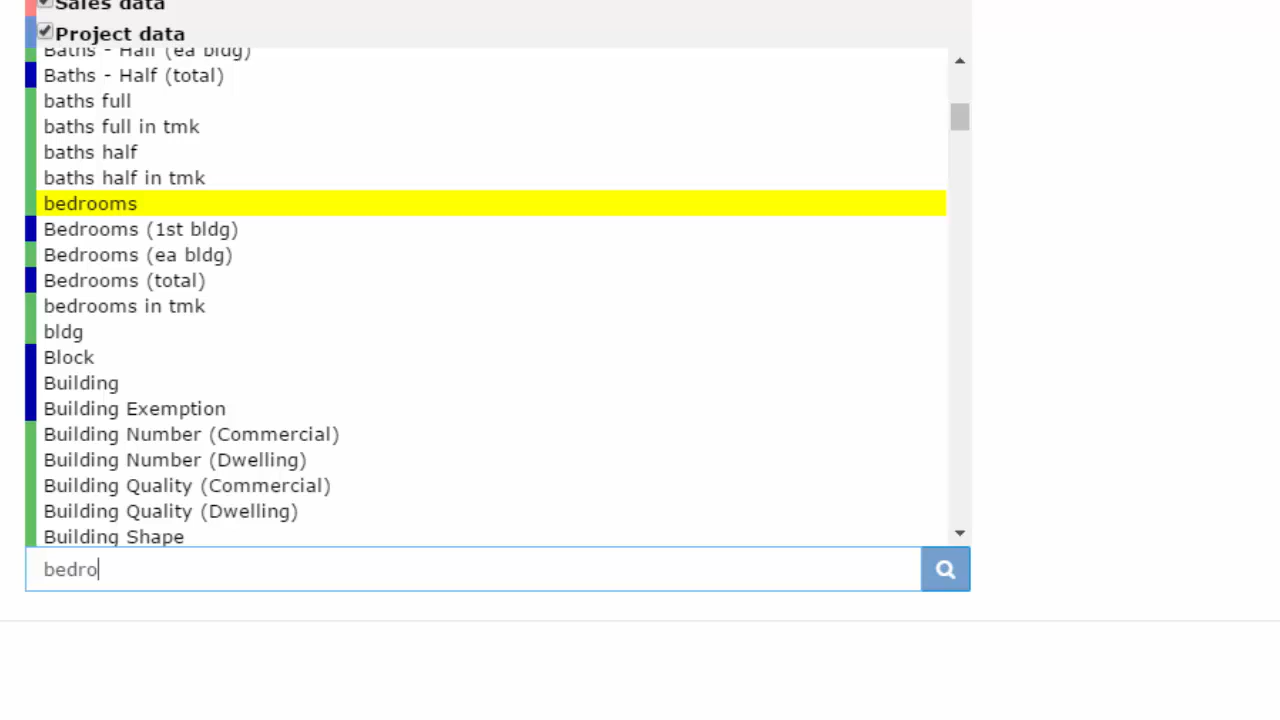 Sales data
Project data
Baths - Half (ea bldg)
Baths - Half (total)
baths full
baths full in tmk
baths half
baths half in tmk
bedrooms
Bedrooms (1st bldg)
Bedrooms (ea bldg)
Bedrooms (total)
bedrooms in tmk
bldg
Block
Building
Building Exemption
Building Number (Commercial)
Building Number (Dwelling)
Building Quality (Commercial)
Building Quality (Dwelling)
Building Shape
bedro